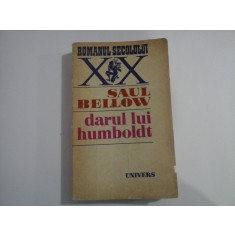 ROMANUL SECOLULUI
XX
SAUL
BELLOW
darul lui
humboldt
UNIVERS